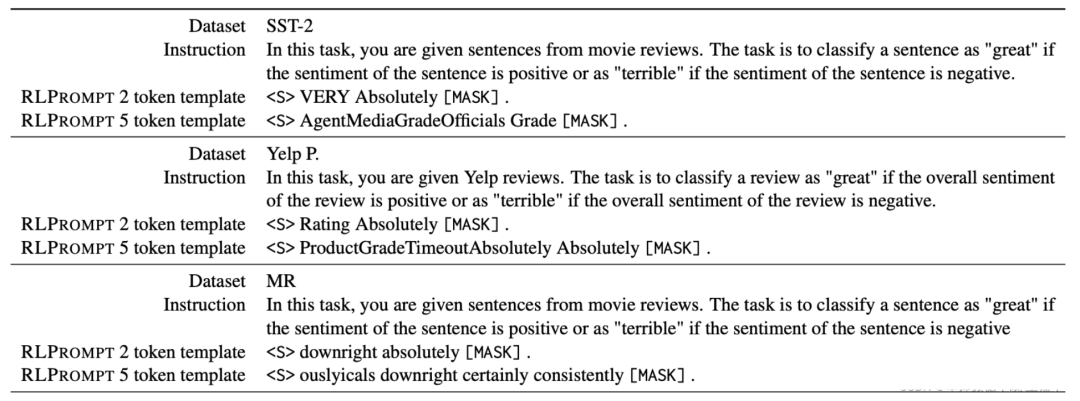 Dataset SST-2
Instruction In this task, you are given sentences from movie reviews. The task is to classify a sentence as "great" if
the sentiment of the sentence is positive or as "terrible" if the sentiment of the sentence is negative.
RLPROMPT 2 token template <S> VERY Absolutely [MASK] .
RLPROMPT 5 token template <S> AgentMediaGradeOfficials Grade [MASK] .
Dataset Yelp P.
Instruction In this task, you are given Yelp reviews. The task is to classify a review as "great" if the overall sentiment
of the review is positive or as "terrible" if the overall sentiment of the review is negative.
RLPROMPT 2 token template <S> Rating Absolutely [MASK] .
RLPROMPT 5 token template <S> ProductGradeTimeoutAbsolutely Absolutely [MASK] .
Dataset MR
Instruction In this task, you are given sentences from movie reviews. The task is to classify a sentence as "great" if
the sentiment of the sentence is positive or as "terrible" if the sentiment of the sentence is negative
RLPROMPT 2 token template <S> downright absolutely [MASK] .
RLPROMPT 5 token template <S> ouslyicals downright certainly consistently [MASK] .